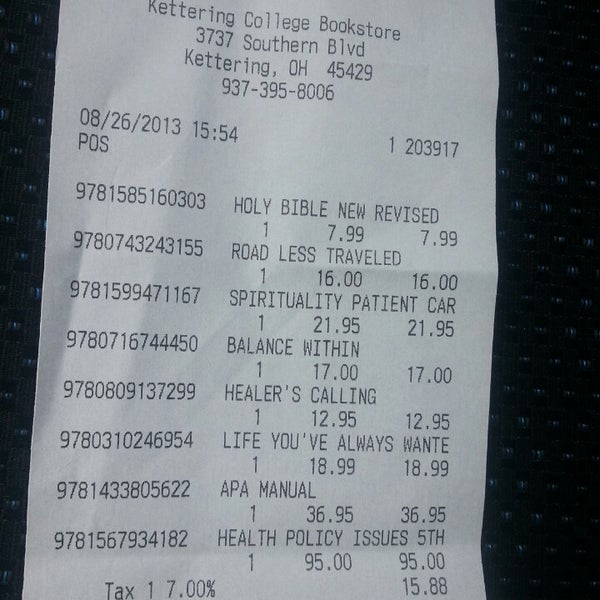 Kettering College Bookstore
3737 Southern Blvd
Kettering, OH 45429
937-395-8006
08/26/2013 15:54
POS 1 203917
9781585160303 HOLY BIBLE NEW REVISED
1 7.99 7.99
9780743243155 ROAD LESS TRAVELED
1 16.00 16.00
9781599471167 SPIRITUALITY PATIENT CAR
1 21.95 21.95
9780716744450 BALANCE WITHIN
1 17.00 17.00
9780809137299 HEALER'S CALLING
1 12.95 12.95
9780310246954 LIFE YOU'VE ALWAYS WANTE
1 18.99 18.99
9781433805622 APA MANUAL
1 36.95 36.95
9781567934182 HEALTH POLICY ISSUES 5TH
1 95.00 95.00
Tax 1 7.00% 15.88